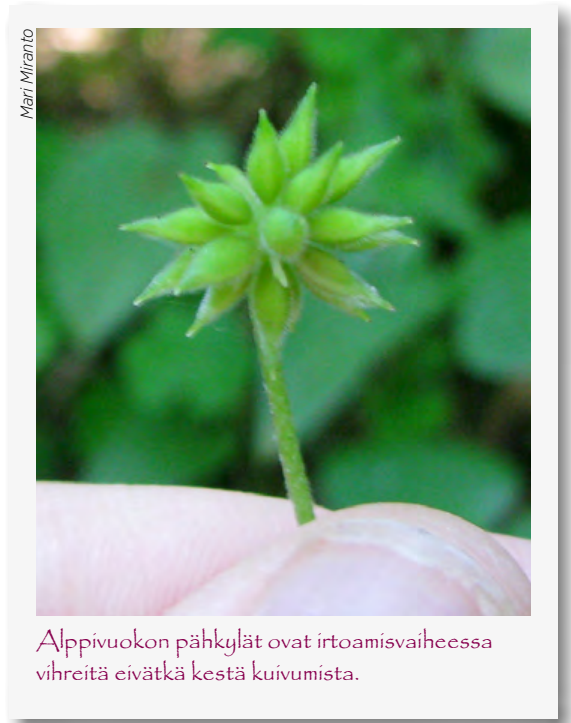 Mari Miranto
Alppivuokon pähkylät ovat irtoamisvaiheessa
vihreitä eivätkä kestä kuivumista.